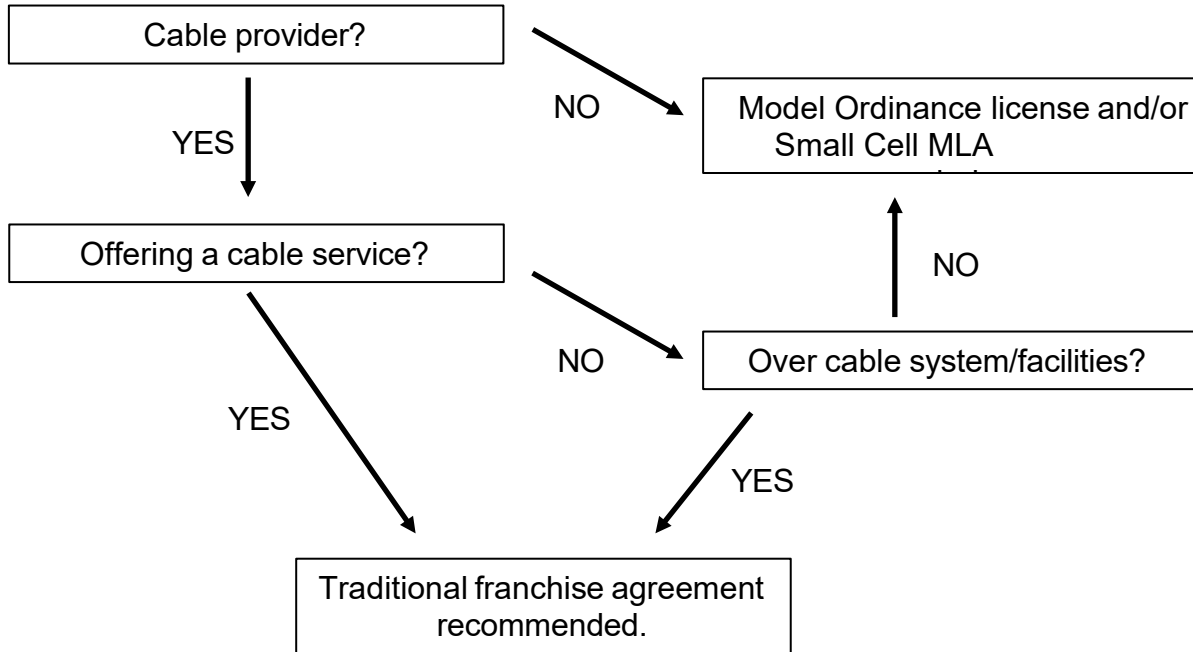 Cable provider?
NO
Model Ordinance license and/or
Small Cell MLA
YES
Offering a cable service?
NO
NO
Over cable system/facilities?
YES
YES
Traditional franchise agreement
recommended.